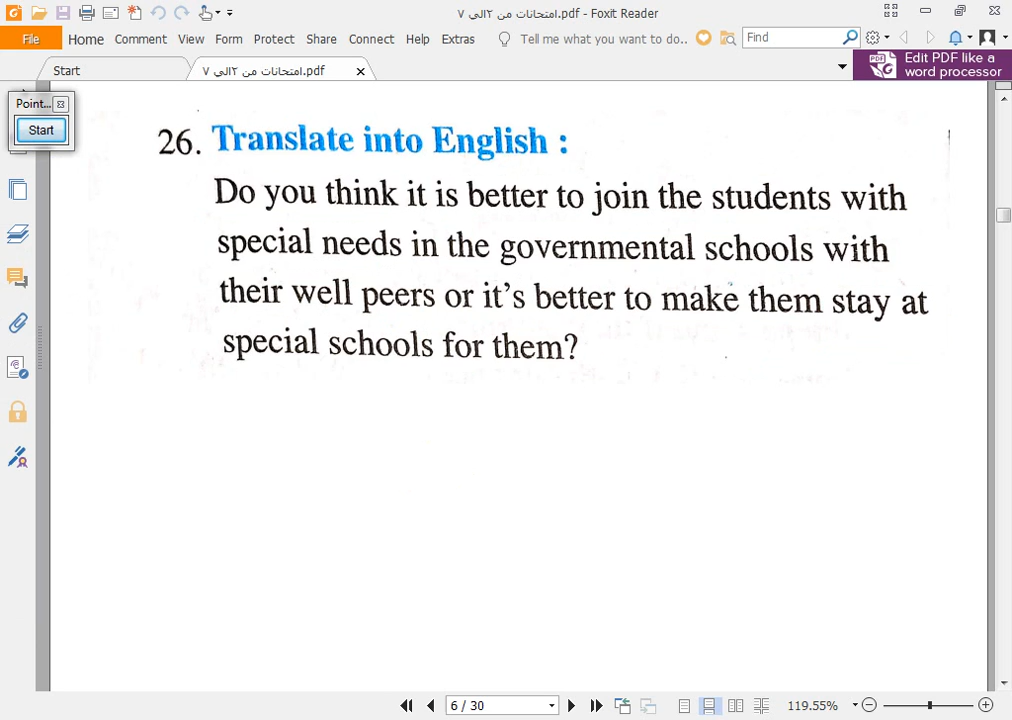 امتحانات من ٢الي ٧.pdf - Foxit Reader
File Home Comment View Form Protect Share Connect Help Extras Tell me what you want to do.. Find
Start امتحانات من ٢الي ٧.pdf Edit PDF like a
word processor
Point...
Start
26. Translate into English :
Do you think it is better to join the students with
special needs in the governmental schools with
their well peers or it's better to make them stay at
special schools for them?
6 / 30 119.55%